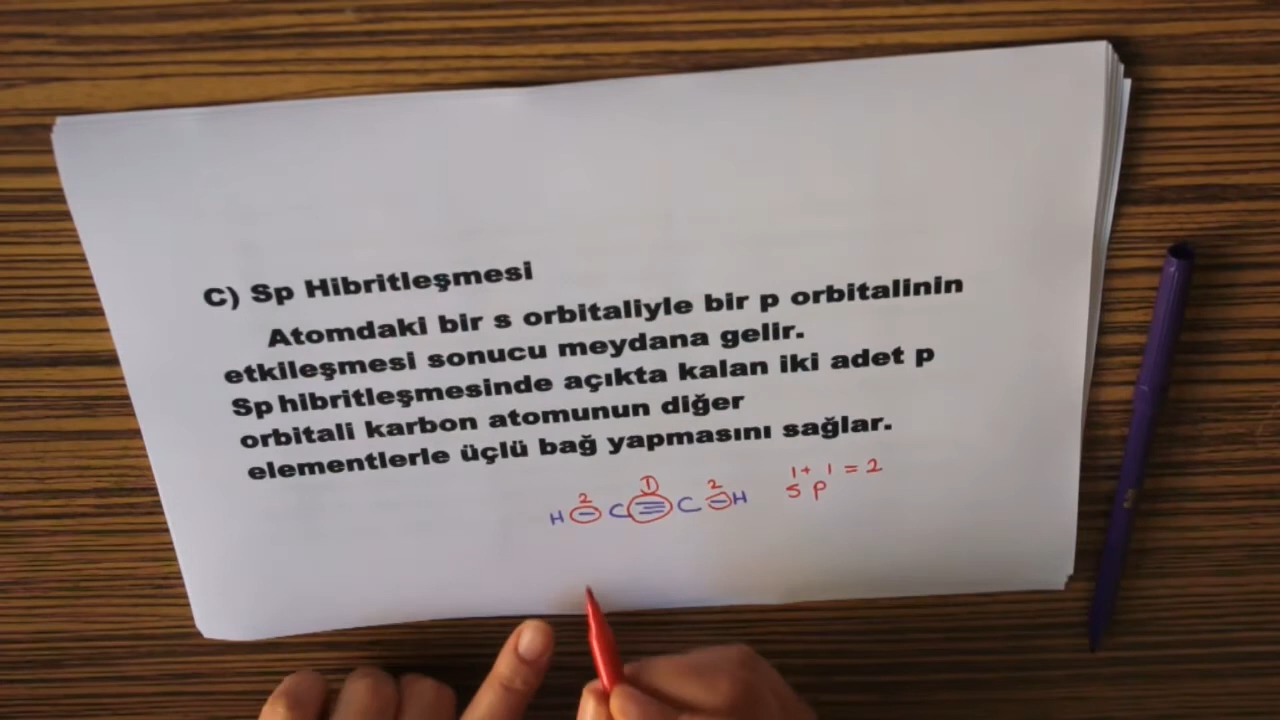 C) Sp Hibritleşmesi
Atomdaki bir s orbitaliyle bir p orbitalinin
etkileşmesi sonucu meydana gelir.
Sp hibritleşmesinde açıkta kalan iki adet p
orbitali karbon atomunun diğer
elementlerle üçlü bağ yapmasını sağlar.
2 1 2 1 + 1 = 2
H – C ≡ C – H s p